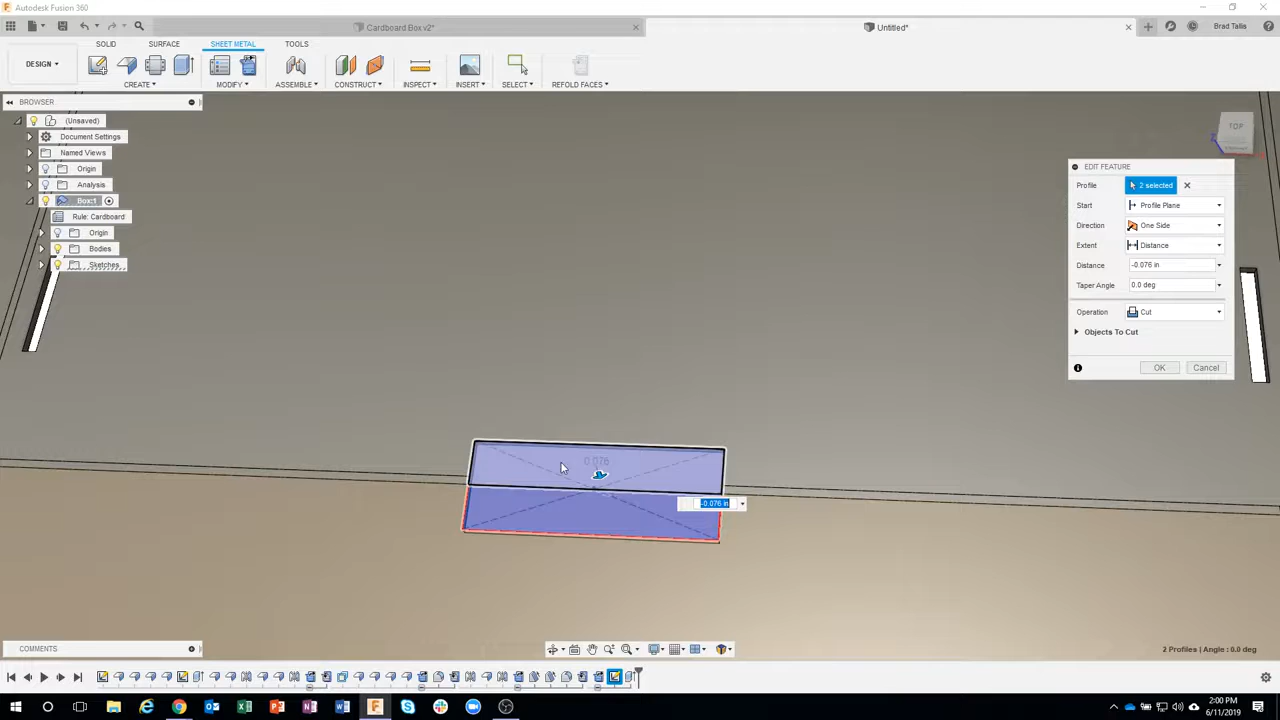 Autodesk Fusion 360
Cardboard Box v2*
Untitled*
Brad Tallis
SOLID
SURFACE
SHEET METAL
TOOLS
DESIGN
CREATE
MODIFY
ASSEMBLE
CONSTRUCT
INSPECT
INSERT
SELECT
REFOLD FACES
BROWSER
(Unsaved)
Document Settings
Named Views
Origin
Analysis
Box:1
Rule: Cardboard
Origin
Bodies
Sketches
TOP
EDIT FEATURE
Profile 2 selected
Start Profile Plane
Direction One Side
Extent Distance
Distance -0.076 in
Taper Angle 0.0 deg
Operation Cut
Objects To Cut
OK Cancel
0.076
-0.076 in
COMMENTS
2 Profiles | Angle : 0.0 deg
2:00 PM
6/11/2019